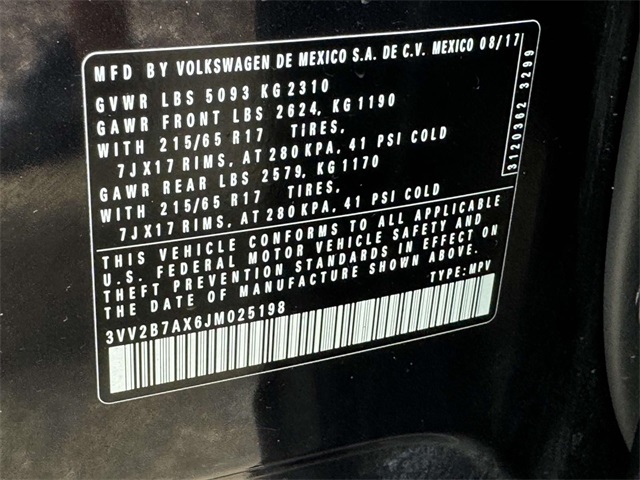 MFD BY VOLKSWAGEN DE MEXICO S.A. DE C.V. MEXICO 08/17
GVWR LBS 5093 KG 2310
GAWR FRONT LBS 2624, KG 1190
WITH 215/65 R17 TIRES,
7JX17 RIMS, AT 280 KPA, 41 PSI COLD
GAWR REAR LBS 2579, KG 1170
WITH 215/65 R17 TIRES,
7JX17 RIMS, AT 280 KPA, 41 PSI COLD
3120362 3299
THIS VEHICLE CONFORMS TO ALL APPLICABLE
U.S. FEDERAL MOTOR VEHICLE SAFETY AND
THEFT PREVENTION STANDARDS IN EFFECT ON
THE DATE OF MANUFACTURE SHOWN ABOVE.
TYPE: MPV
3VV2B7AX6JM025198